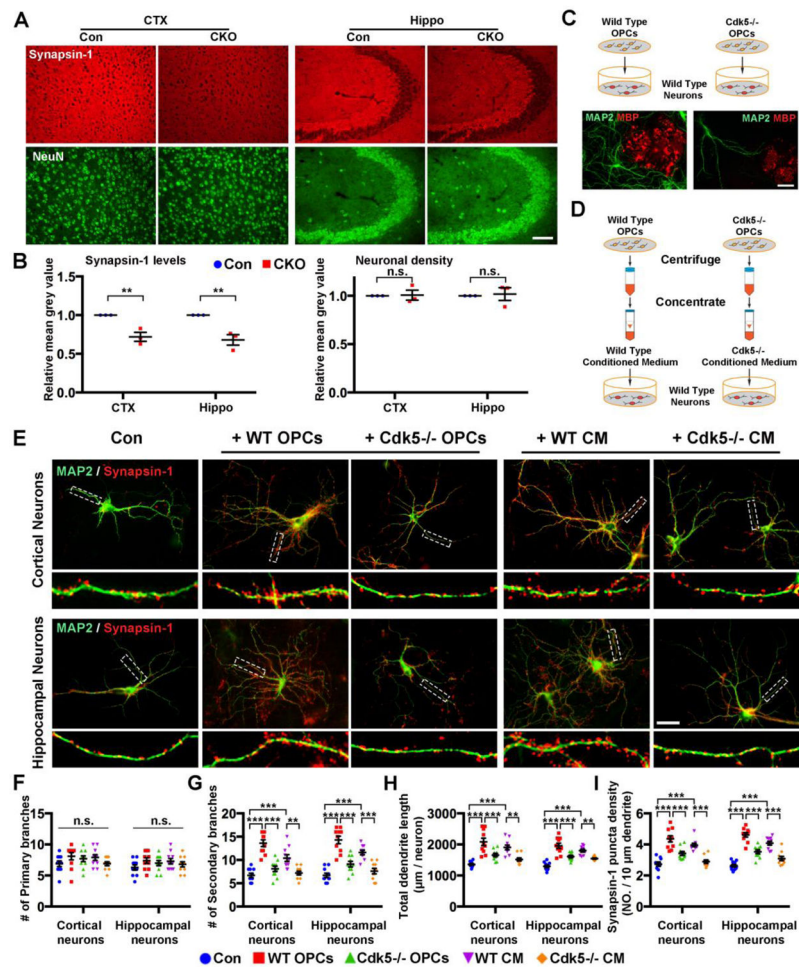 A
CTX
Hippo
Con
CKO
Con
CKO
Synapsin-1
NeuN
B
Synapsin-1 levels
Con
CKO
Neuronal density
Relative mean grey value
1.5
1.0
0.5
0.0
**
**
CTX
Hippo
Relative mean grey value
1.5
1.0
0.5
0.0
n.s.
n.s.
CTX
Hippo
C
Wild Type
OPCs
Cdk5-/-
OPCs
Wild Type
Neurons
MAP2 MBP
MAP2 MBP
D
Wild Type
OPCs
Cdk5-/-
OPCs
Centrifuge
Concentrate
Wild Type
Conditioned Medium
Cdk5-/-
Conditioned Medium
Wild Type
Neurons
E
Con
+ WT OPCs
+ Cdk5-/- OPCs
+ WT CM
+ Cdk5-/- CM
Cortical Neurons
MAP2 / Synapsin-1
Hippocampal Neurons
MAP2 / Synapsin-1
F
# of Primary branches
15
10
5
0
n.s.
n.s.
Cortical
neurons
Hippocampal
neurons
G
# of Secondary branches
20
15
10
5
0
***
******
**
***
******
***
Cortical
neurons
Hippocampal
neurons
H
Total ddendrite length
(µm / neuron)
3000
2000
1000
0
***
******
**
***
******
**
Cortical
neurons
Hippocampal
neurons
I
Synapsin-1 puncta density
(NO. / 10 µm dendrite)
6
4
2
0
***
******
***
***
******
***
Cortical
neurons
Hippocampal
neurons
Con
WT OPCs
Cdk5-/- OPCs
WT CM
Cdk5-/- CM